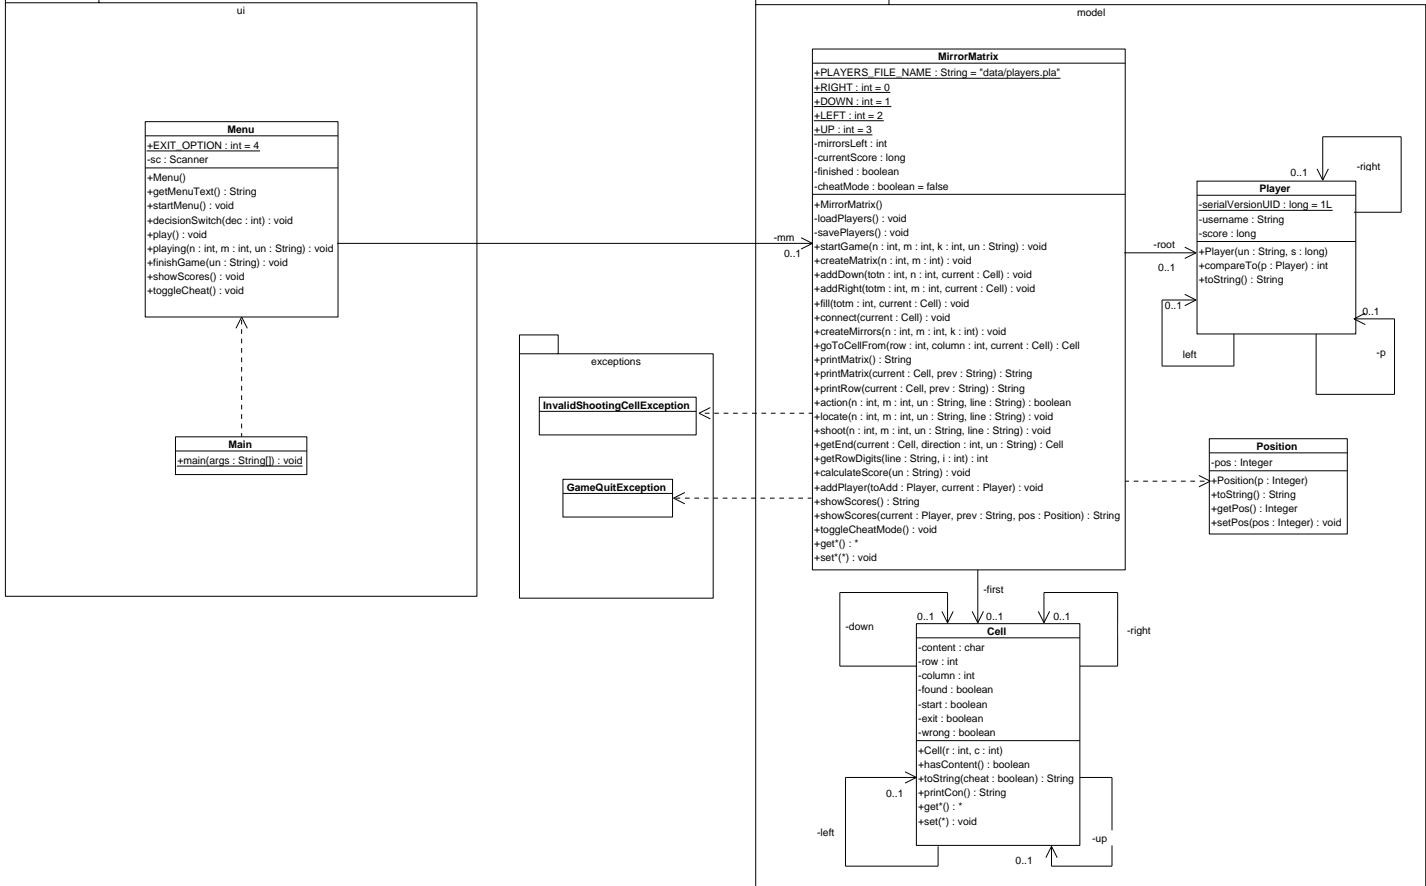 ui
Menu
+EXIT_OPTION : int = 4
-sc : Scanner
+Menu()
+getMenuText() : String
+startMenu() : void
+decisionSwitch(dec : int) : void
+play() : void
+playing(n : int, m : int, un : String) : void
+finishGame(un : String) : void
+showScores() : void
+toggleCheat() : void
Main
+main(args : String[]) : void
exceptions
InvalidShootingCellException
GameQuitException
model
-mm
0..1
MirrorMatrix
+PLAYERS_FILE_NAME : String = "data/players.pla"
+RIGHT : int = 0
+DOWN : int = 1
+LEFT : int = 2
+UP : int = 3
-mirrorsLeft : int
-currentScore : long
-finished : boolean
-cheatMode : boolean = false
+MirrorMatrix()
-loadPlayers() : void
-savePlayers() : void
+startGame(n : int, m : int, k : int, un : String) : void
+createMatrix(n : int, m : int) : void
+addDown(totn : int, n : int, current : Cell) : void
+addRight(totm : int, m : int, current : Cell) : void
+fill(totm : int, current : Cell) : void
+connect(current : Cell) : void
+createMirrors(n : int, m : int, k : int) : void
+goToCellFrom(row : int, column : int, current : Cell) : Cell
+printMatrix() : String
+printMatrix(current : Cell, prev : String) : String
+printRow(current : Cell, prev : String) : String
+action(n : int, m : int, un : String, line : String) : boolean
+locate(n : int, m : int, un : String, line : String) : void
+shoot(n : int, m : int, un : String, line : String) : void
+getEnd(current : Cell, direction : int, un : String) : Cell
+getRowDigits(line : String, i : int) : int
+calculateScore(un : String) : void
+addPlayer(toAdd : Player, current : Player) : void
+showScores() : String
+showScores(current : Player, prev : String, pos : Position) : String
+toggleCheatMode() : void
+get*() : *
+set*(*) : void
-root
0..1
0..1
-right
Player
-serialVersionUID : long = 1L
-username : String
-score : long
+Player(un : String, s : long)
+compareTo(p : Player) : int
+toString() : String
0..1
left
0..1
-p
Position
-pos : Integer
+Position(p : Integer)
+toString() : String
+getPos() : Integer
+setPos(pos : Integer) : void
-first
0..1
0..1
0..1
-down
-right
Cell
-content : char
-row : int
-column : int
-found : boolean
-start : boolean
-exit : boolean
-wrong : boolean
+Cell(r : int, c : int)
+hasContent() : boolean
+toString(cheat : boolean) : String
+printCon() : String
+get*() : *
+set(*) : void
0..1
-left
-up
0..1